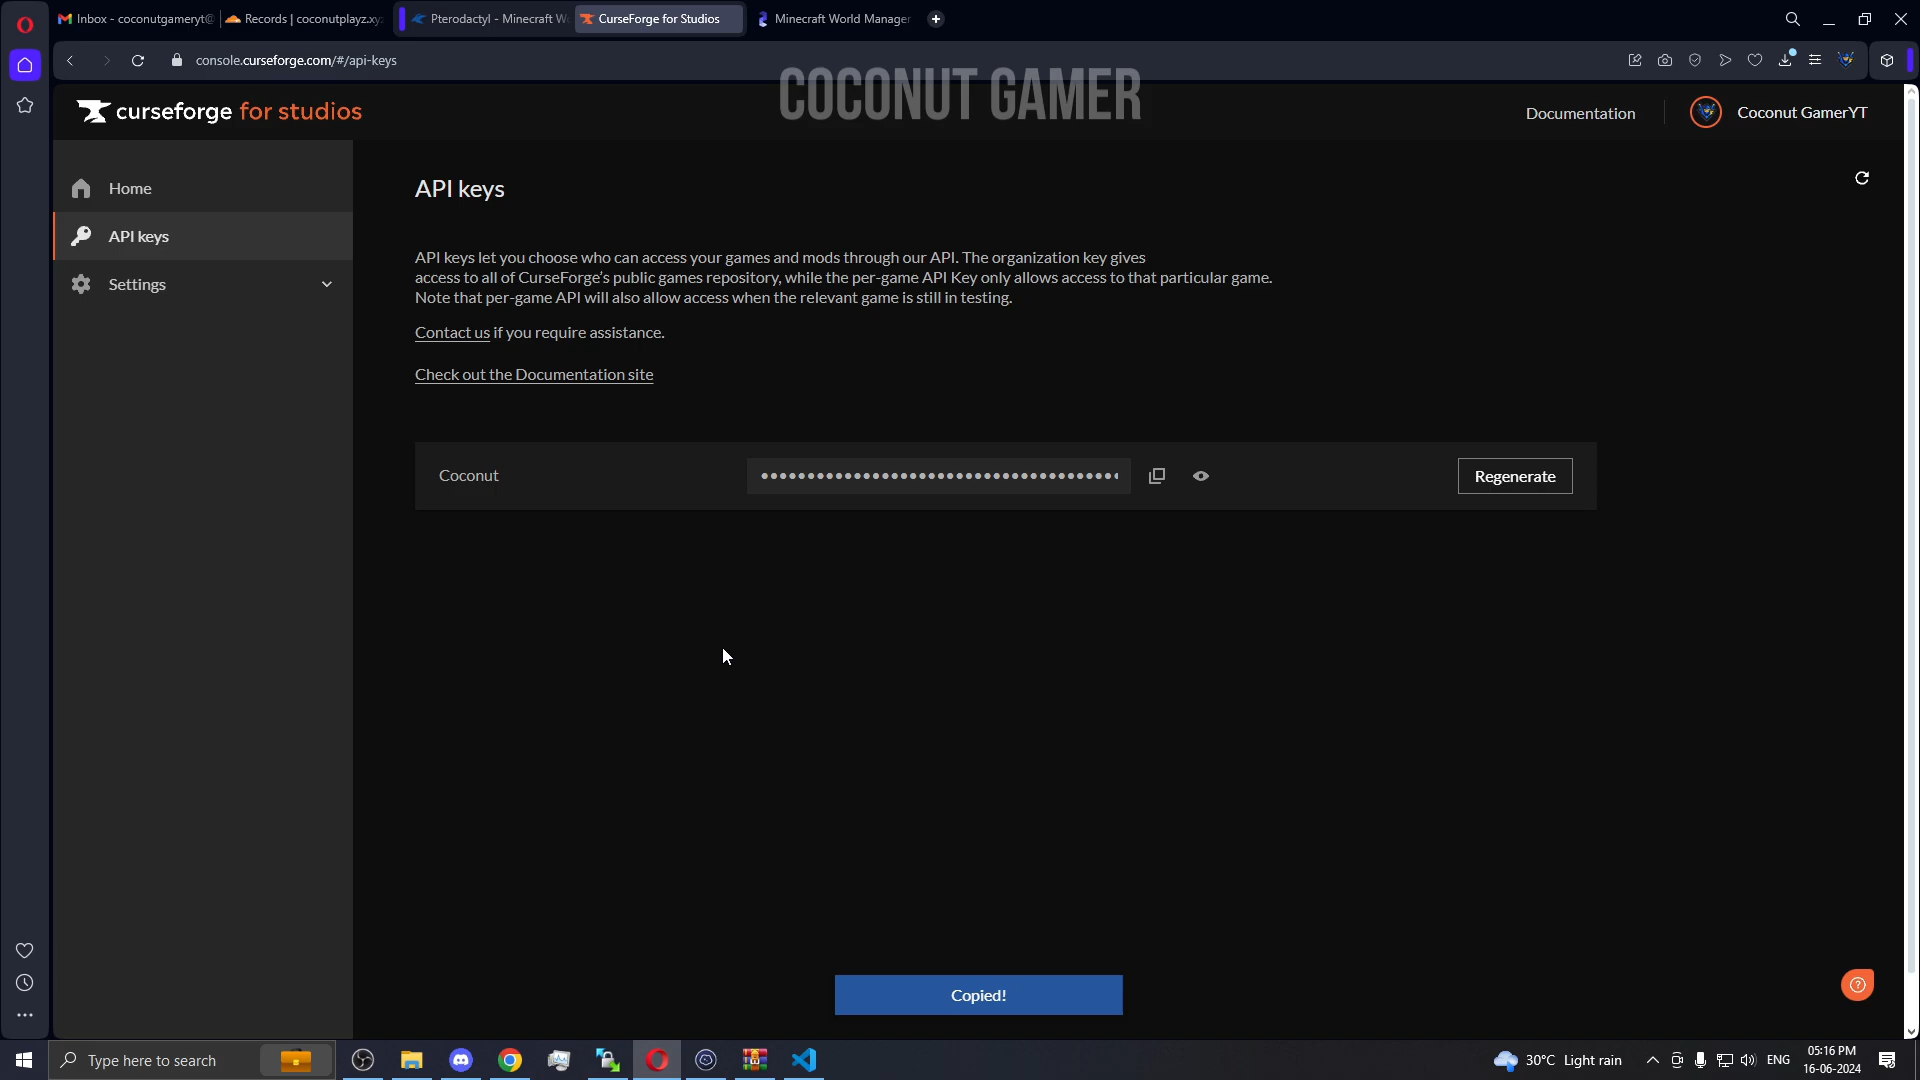 Inbox - coconutgameryt@
Records | coconutplayz.xy
Pterodactyl - Minecraft W
CurseForge for Studios
Minecraft World Manager
console.curseforge.com/#/api-keys
COCONUT GAMER
curseforge for studios
Documentation
Coconut GamerYT
Home
API keys
Settings
API keys
API keys let you choose who can access your games and mods through our API. The organization key gives
access to all of CurseForge's public games repository, while the per-game API Key only allows access to that particular game.
Note that per-game API will also allow access when the relevant game is still in testing.
Contact us if you require assistance.
Check out the Documentation site
Coconut
Regenerate
Copied!
Type here to search
30°C Light rain
ENG
05:16 PM
16-06-2024